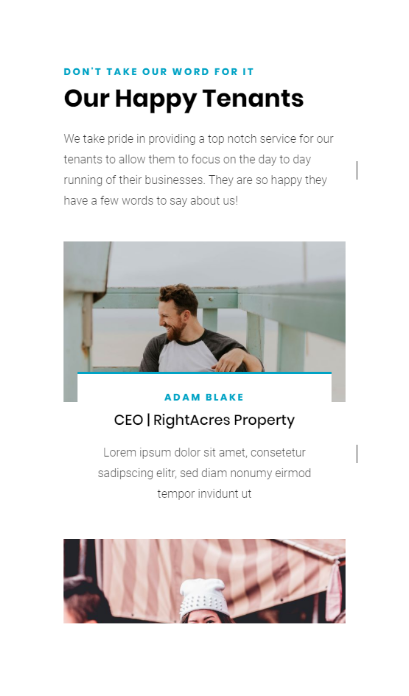 DON'T TAKE OUR WORD FOR IT
Our Happy Tenants
We take pride in providing a top notch service for our
tenants to allow them to focus on the day to day
running of their businesses. They are so happy they
have a few words to say about us!
ADAM BLAKE
CEO | RightAcres Property
Lorem ipsum dolor sit amet, consetetur
sadipscing elitr, sed diam nonumy eirmod
tempor invidunt ut